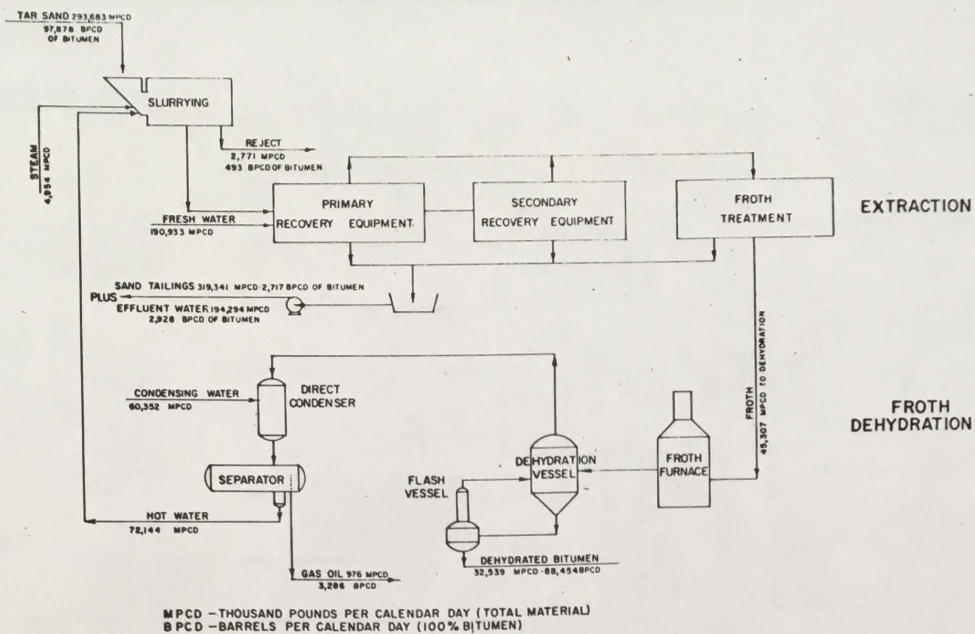 TAR SAND 293,683 MPCD
97,878 BPCD
OF BITUMEN
SLURRYING
STEAM
4,954 MPCD
REJECT
2,771 MPCD
493 BPCD OF BITUMEN
FRESH WATER
190,933 MPCD
PRIMARY
RECOVERY EQUIPMENT
SECONDARY
RECOVERY EQUIPMENT
FROTH
TREATMENT
EXTRACTION
SAND TAILINGS 319,341 MPCD-2,717 BPCD OF BITUMEN
PLUS
EFFLUENT WATER 194,294 MPCD
2,928 BPCD OF BITUMEN
FROTH
45,307 MPCD TO DEHYDRATION
CONDENSING WATER
60,352 MPCD
DIRECT
CONDENSER
FROTH
DEHYDRATION
DEHYDRATION
VESSEL
FROTH
FURNACE
SEPARATOR
FLASH
VESSEL
HOT WATER
72,144 MPCD
DEHYDRATED BITUMEN
32,539 MPCD-88,454 BPCD
GAS OIL 976 MPCD
3,286 BPCD
MPCD - THOUSAND POUNDS PER CALENDAR DAY (TOTAL MATERIAL)
BPCD - BARRELS PER CALENDAR DAY (100% BITUMEN)